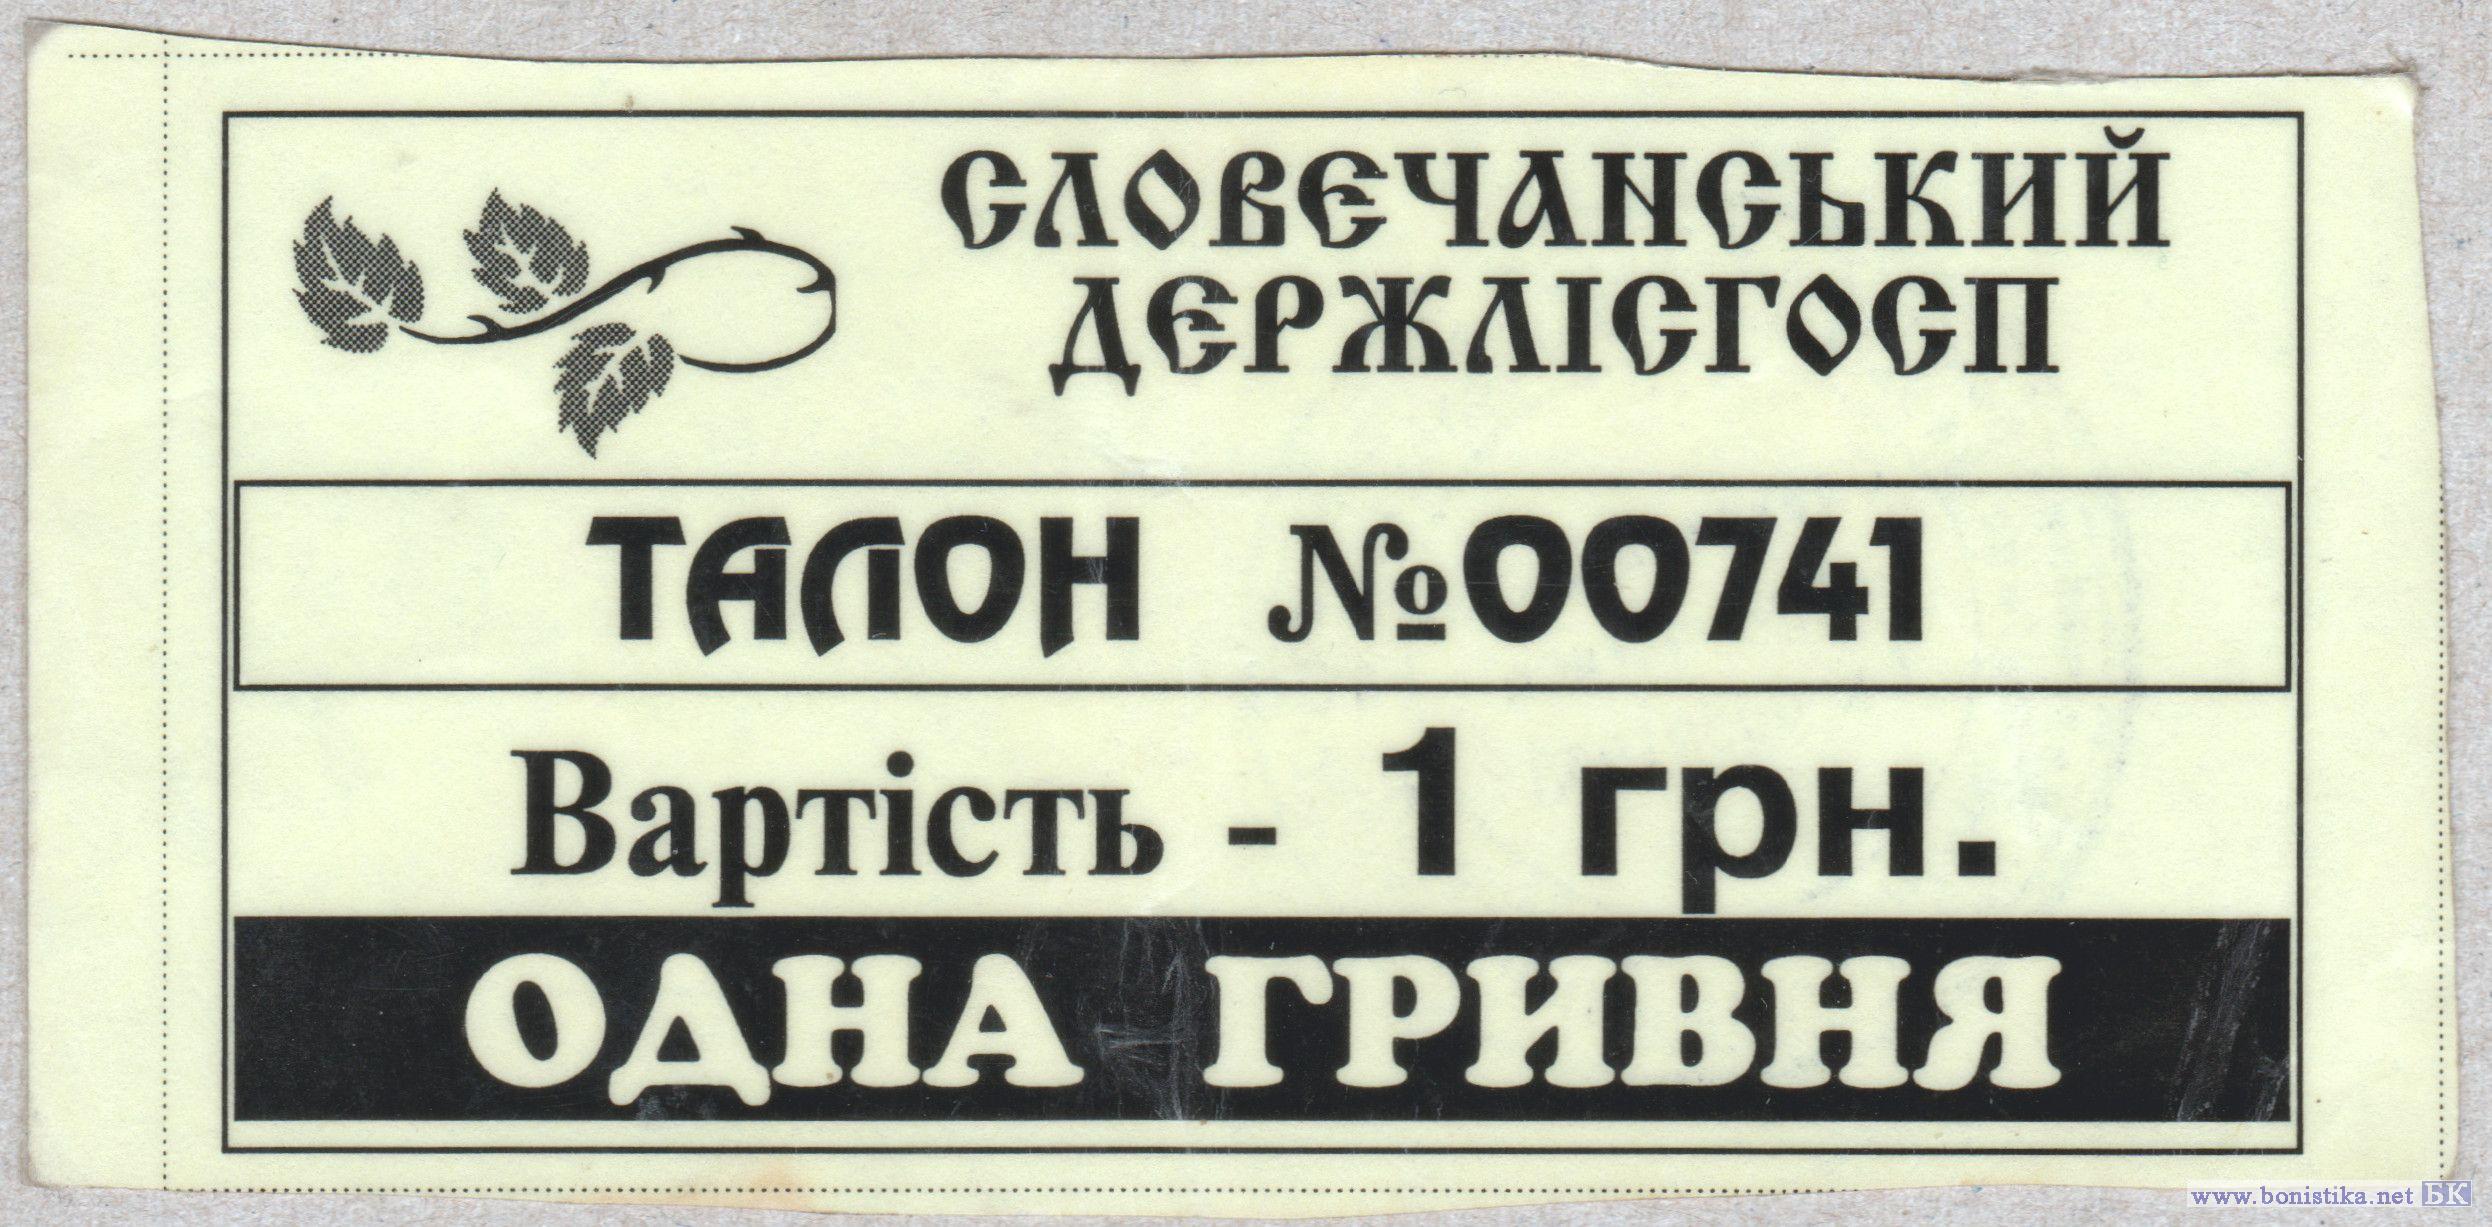 СЛОВЕЧАНСЬКИЙ
ДЕРЖЛІСГОСП
ТАЛОН №00741
Вартість - 1 грн.
ОДНА ГРИВНЯ
www.bonistika.net БК